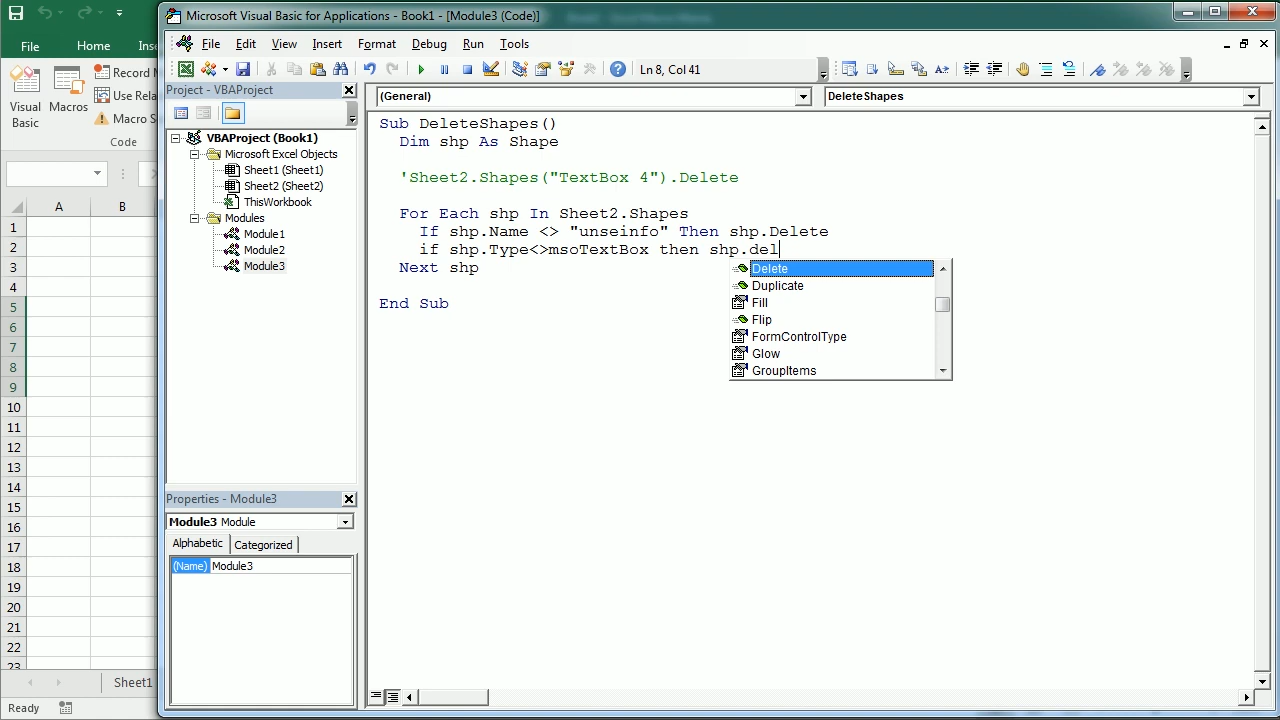 Microsoft Visual Basic for Applications - Book1 - [Module3 (Code)]
File Home Inse
File Edit View Insert Format Debug Run Tools
Record M
Use Rela
Macro S
Visual Basic
Macros
Code
Ln 8, Col 41
Project - VBAProject
(General)
DeleteShapes
VBAProject (Book1)
Microsoft Excel Objects
Sheet1 (Sheet1)
Sheet2 (Sheet2)
ThisWorkbook
Modules
Module1
Module2
Module3
Sub DeleteShapes()
Dim shp As Shape
'Sheet2.Shapes("TextBox 4").Delete
For Each shp In Sheet2.Shapes
If shp.Name <> "unseinfo" Then shp.Delete
if shp.Type<>msoTextBox then shp.del
Next shp
End Sub
Delete
Duplicate
Fill
Flip
FormControlType
Glow
GroupItems
A B
1
2
3
4
5
6
7
8
9
10
11
12
13
14
15
16
17
18
19
20
21
22
23
Properties - Module3
Module3 Module
Alphabetic Categorized
(Name) Module3
Sheet1
Ready